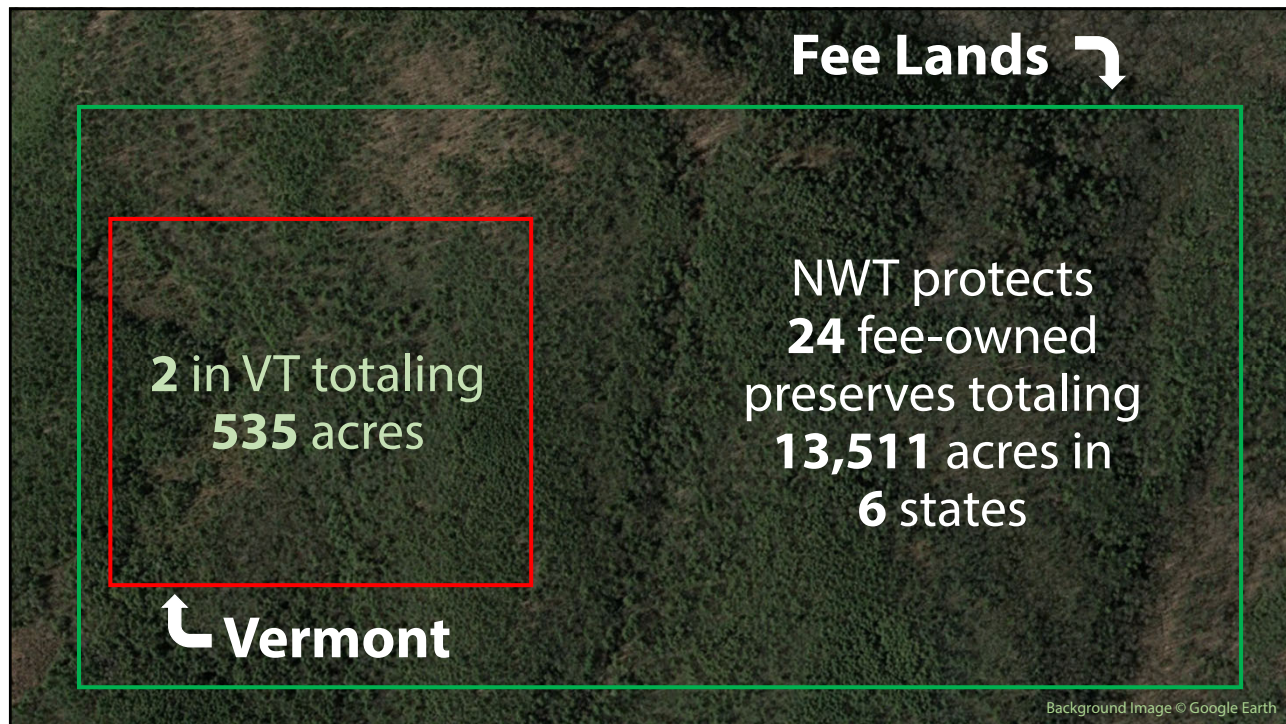 Fee Lands
2 in VT totaling
535 acres
NWT protects
24 fee-owned
preserves totaling
13,511 acres in
6 states
Vermont
Background Image © Google Earth